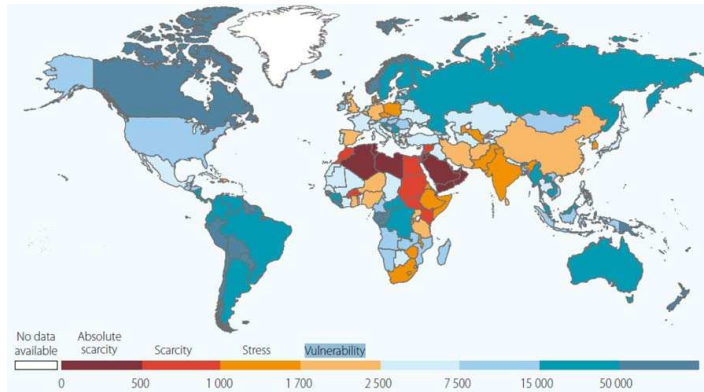 No data
available
Absolute
scarcity
Scarcity
Stress
Vulnerability
0 500 1 000 1 700 2 500 7 500 15 000 50 000